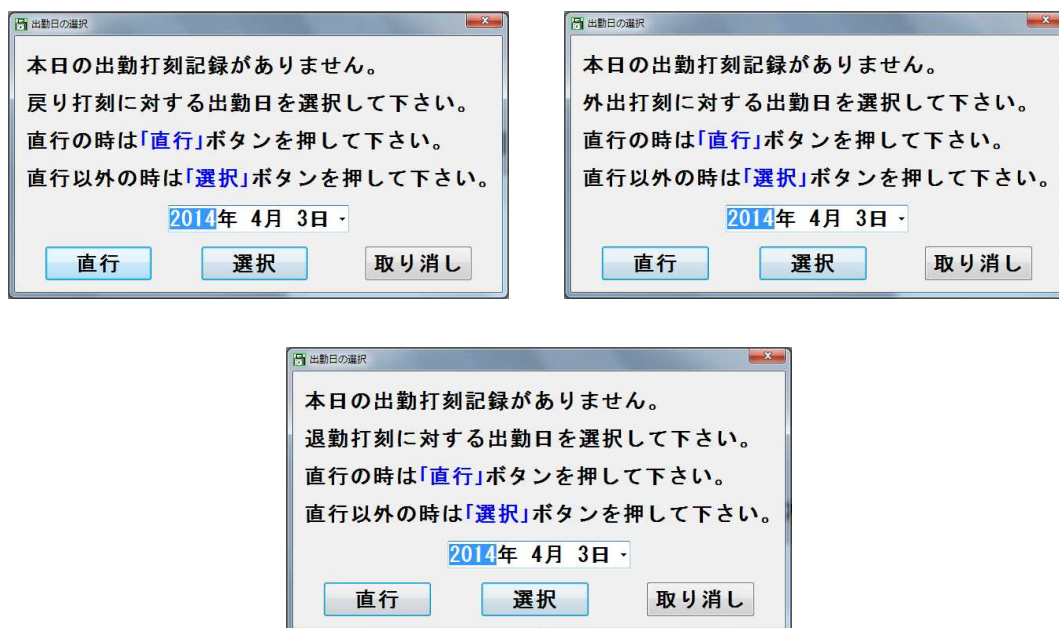 出勤日の選択
本日の出勤打刻記録がありません。
戻り打刻に対する出勤日を選択して下さい。
直行の時は「直行」ボタンを押して下さい。
直行以外の時は「選択」ボタンを押して下さい。
2014年 4月 3日
直行 選択 取り消し
出勤日の選択
本日の出勤打刻記録がありません。
外出打刻に対する出勤日を選択して下さい。
直行の時は「直行」ボタンを押して下さい。
直行以外の時は「選択」ボタンを押して下さい。
2014年 4月 3日
直行 選択 取り消し
出勤日の選択
本日の出勤打刻記録がありません。
退勤打刻に対する出勤日を選択して下さい。
直行の時は「直行」ボタンを押して下さい。
直行以外の時は「選択」ボタンを押して下さい。
2014年 4月 3日
直行 選択 取り消し